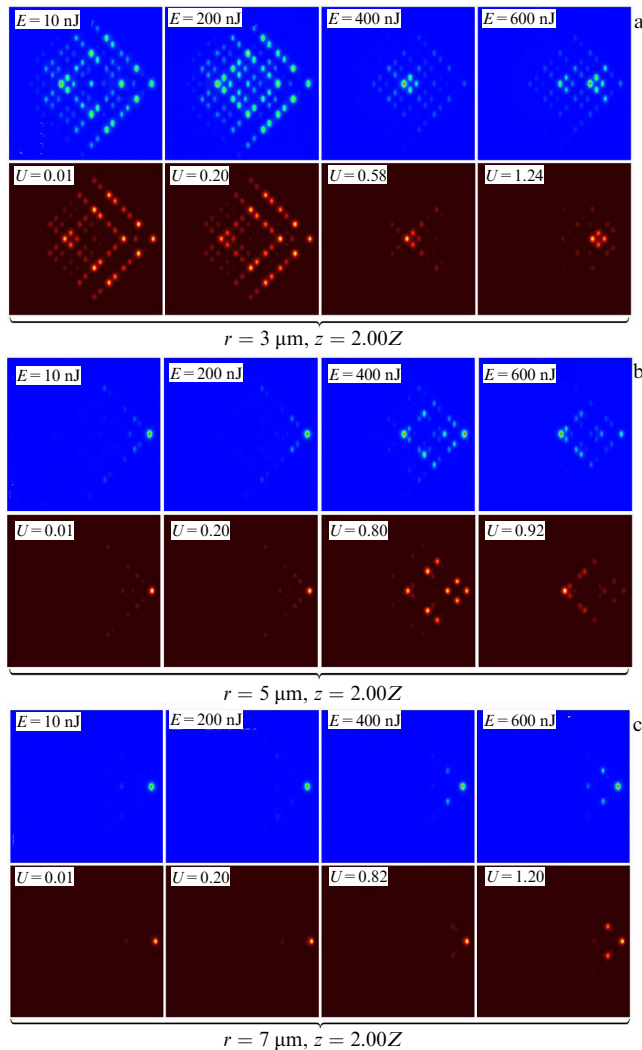 E = 10 nJ E = 200 nJ E = 400 nJ E = 600 nJ a
U = 0.01 U = 0.20 U = 0.58 U = 1.24
r = 3 μm, z = 2.00Z
E = 10 nJ E = 200 nJ E = 400 nJ E = 600 nJ b
U = 0.01 U = 0.20 U = 0.80 U = 0.92
r = 5 μm, z = 2.00Z
E = 10 nJ E = 200 nJ E = 400 nJ E = 600 nJ c
U = 0.01 U = 0.20 U = 0.82 U = 1.20
r = 7 μm, z = 2.00Z